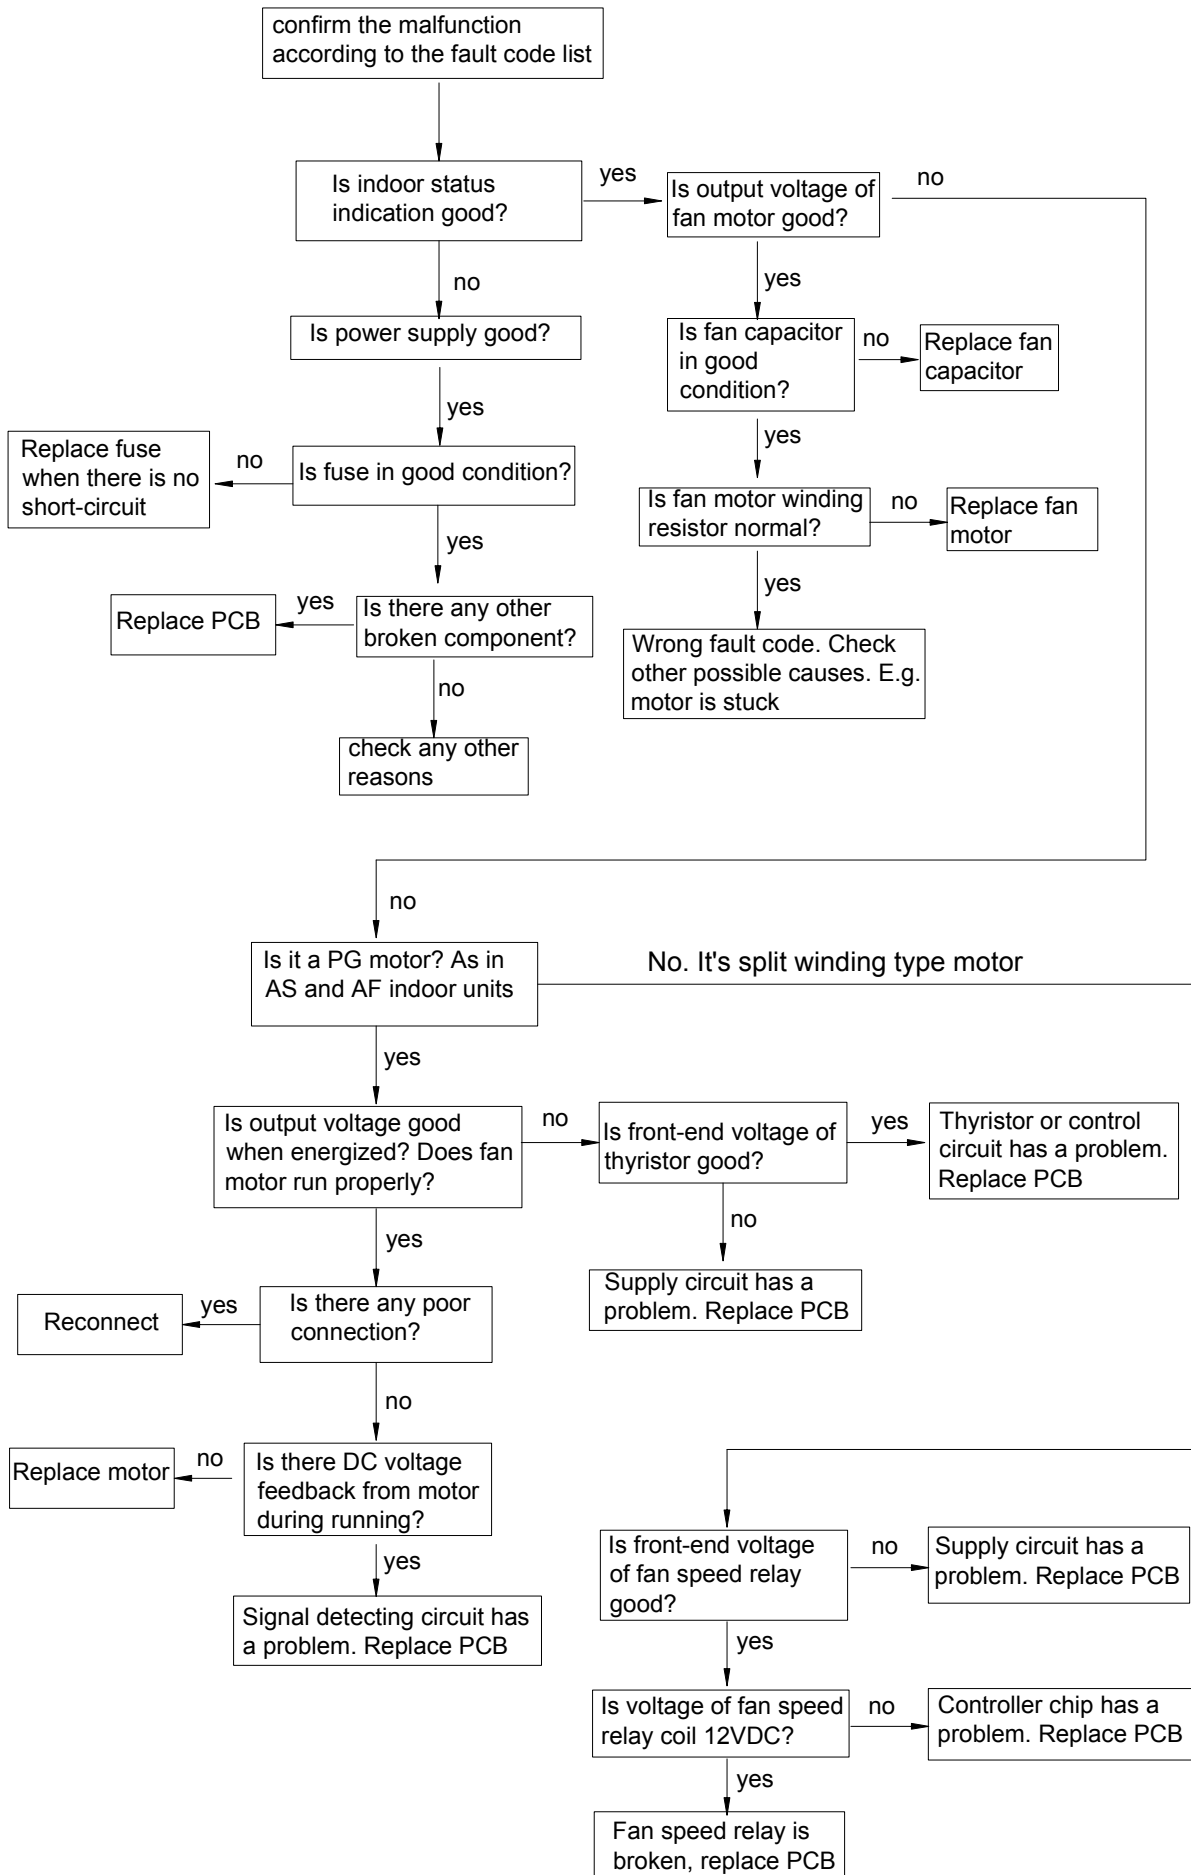 confirm the malfunction
according to the fault code list
Is indoor status
indication good?
yes
Is output voltage of
fan motor good?
no
no
yes
Is power supply good?
Is fan capacitor
in good
condition?
no
Replace fan
capacitor
yes
yes
Replace fuse
when there is no
short-circuit
no
Is fuse in good condition?
Is fan motor winding
resistor normal?
no
Replace fan
motor
yes
yes
Replace PCB
yes
Is there any other
broken component?
Wrong fault code. Check
other possible causes. E.g.
motor is stuck
no
check any other
reasons
no
Is it a PG motor? As in
AS and AF indoor units
No. It's split winding type motor
yes
Is output voltage good
when energized? Does fan
motor run properly?
no
Is front-end voltage of
thyristor good?
yes
Thyristor or control
circuit has a problem.
Replace PCB
yes
no
Supply circuit has a
problem. Replace PCB
Reconnect
yes
Is there any poor
connection?
no
Replace motor
no
Is there DC voltage
feedback from motor
during running?
yes
Signal detecting circuit has
a problem. Replace PCB
Is front-end voltage
of fan speed relay
good?
no
Supply circuit has a
problem. Replace PCB
yes
Is voltage of fan speed
relay coil 12VDC?
no
Controller chip has a
problem. Replace PCB
yes
Fan speed relay is
broken, replace PCB